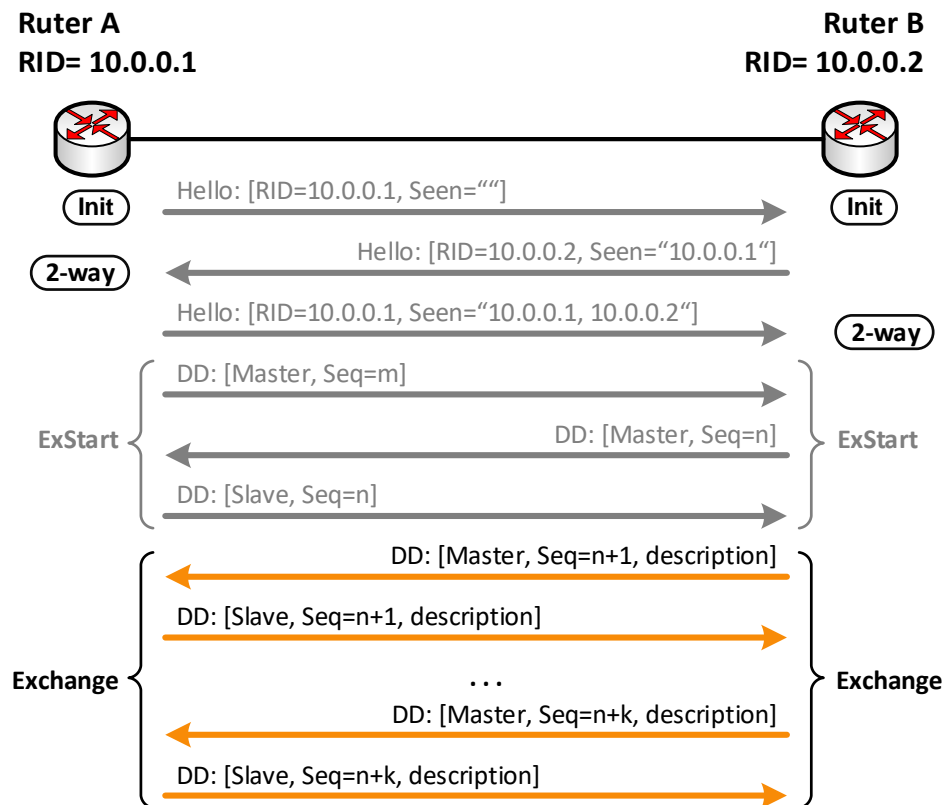 Ruter A
RID= 10.0.0.1
Ruter B
RID= 10.0.0.2
Init
Hello: [RID=10.0.0.1, Seen=““]
Init
2-way
Hello: [RID=10.0.0.2, Seen=“10.0.0.1“]
Hello: [RID=10.0.0.1, Seen=“10.0.0.1, 10.0.0.2“]
2-way
DD: [Master, Seq=m]
ExStart
DD: [Master, Seq=n]
ExStart
DD: [Slave, Seq=n]
DD: [Master, Seq=n+1, description]
DD: [Slave, Seq=n+1, description]
Exchange
...
Exchange
DD: [Master, Seq=n+k, description]
DD: [Slave, Seq=n+k, description]